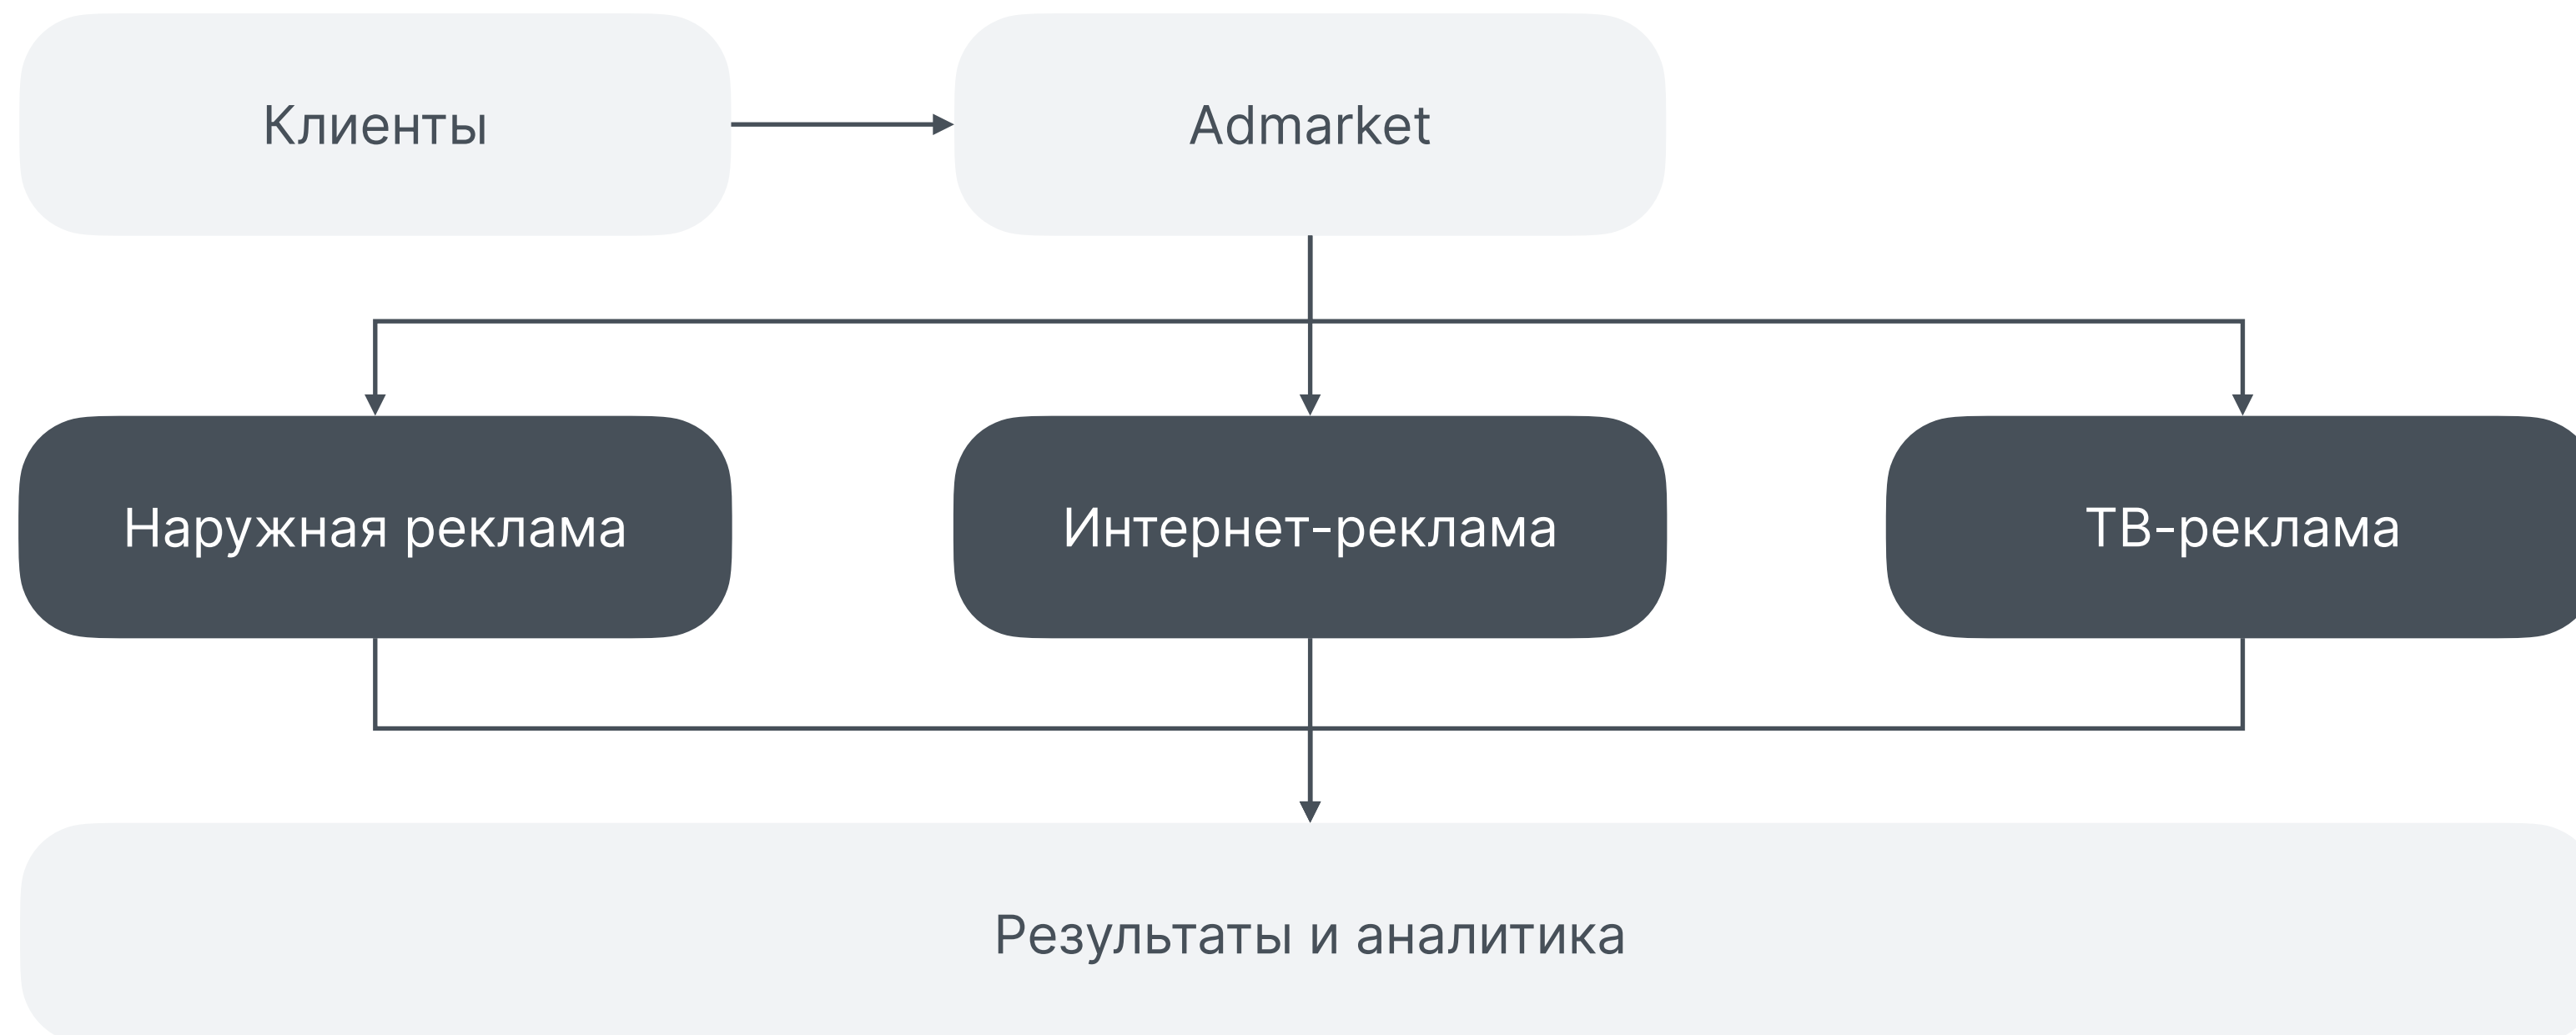 Клиенты
Admarket
Наружная реклама
Интернет-реклама
ТВ-реклама
Результаты и аналитика